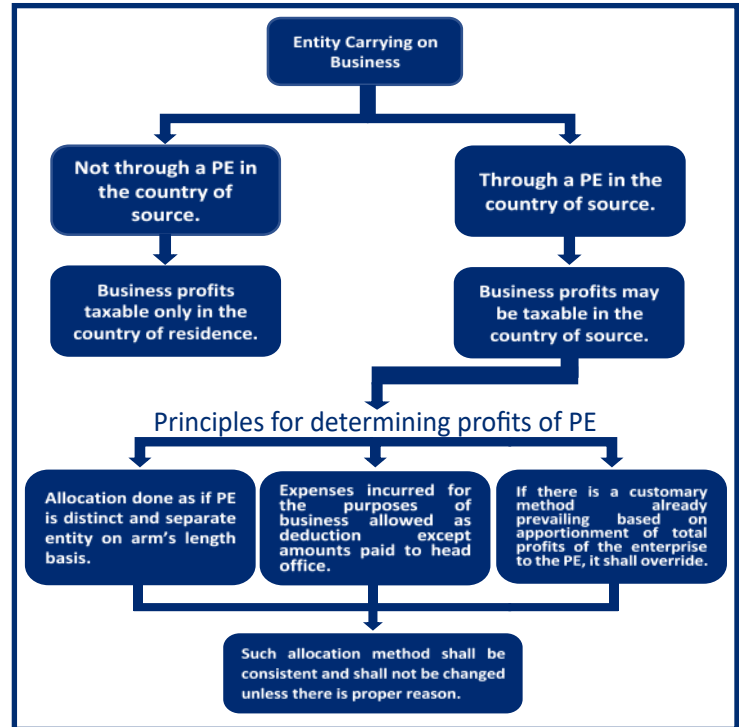 Entity Carrying on
Business
Not through a PE in
the country of
source.
Through a PE in the
country of source.
Business profits
taxable only in the
country of residence.
Business profits may
be taxable in the
country of source.
Principles for determining profits of PE
Allocation done as if PE
is distinct and separate
entity on arm's length
basis.
Expenses incurred for
the purposes of
business allowed as
deduction except
amounts paid to head
office.
If there is a customary
method already
prevailing based on
apportionment of total
profits of the enterprise
to the PE, it shall override.
Such allocation method shall be
consistent and shall not be changed
unless there is proper reason.